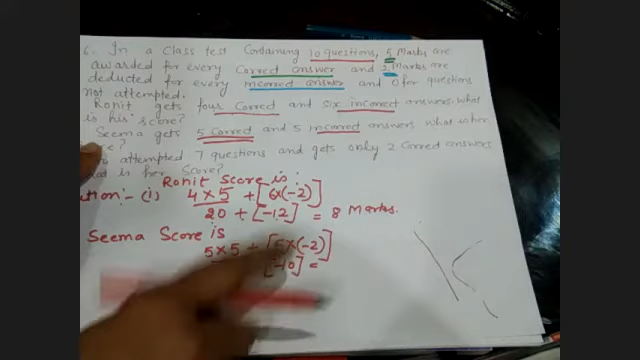 6. In a class test containing 10 questions, 5 Marks are
awarded for every Correct answer and 2 Marks are
deducted for every incorrect answer and 0 for questions
not attempted.
Rohit gets four Correct and six incorrect answers what
is his score?
Seema gets 5 Correct and 5 incorrect answers what is her
attempted 7 questions and gets only 2 Correct answers
is her Score?
Rohit Score is :
(i) 4 × 5 + [6×(-2)]
20 + [-12] = 8 Marks.
Seema Score is
5 × 5 + [5×(-2)]
[-10] =